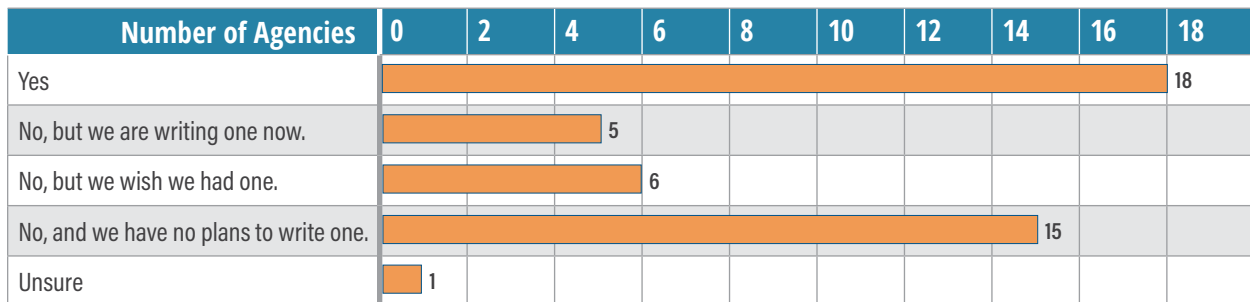 Number of Agencies 0 2 4 6 8 10 12 14 16 18
Yes 18
No, but we are writing one now. 5
No, but we wish we had one. 6
No, and we have no plans to write one. 15
Unsure 1